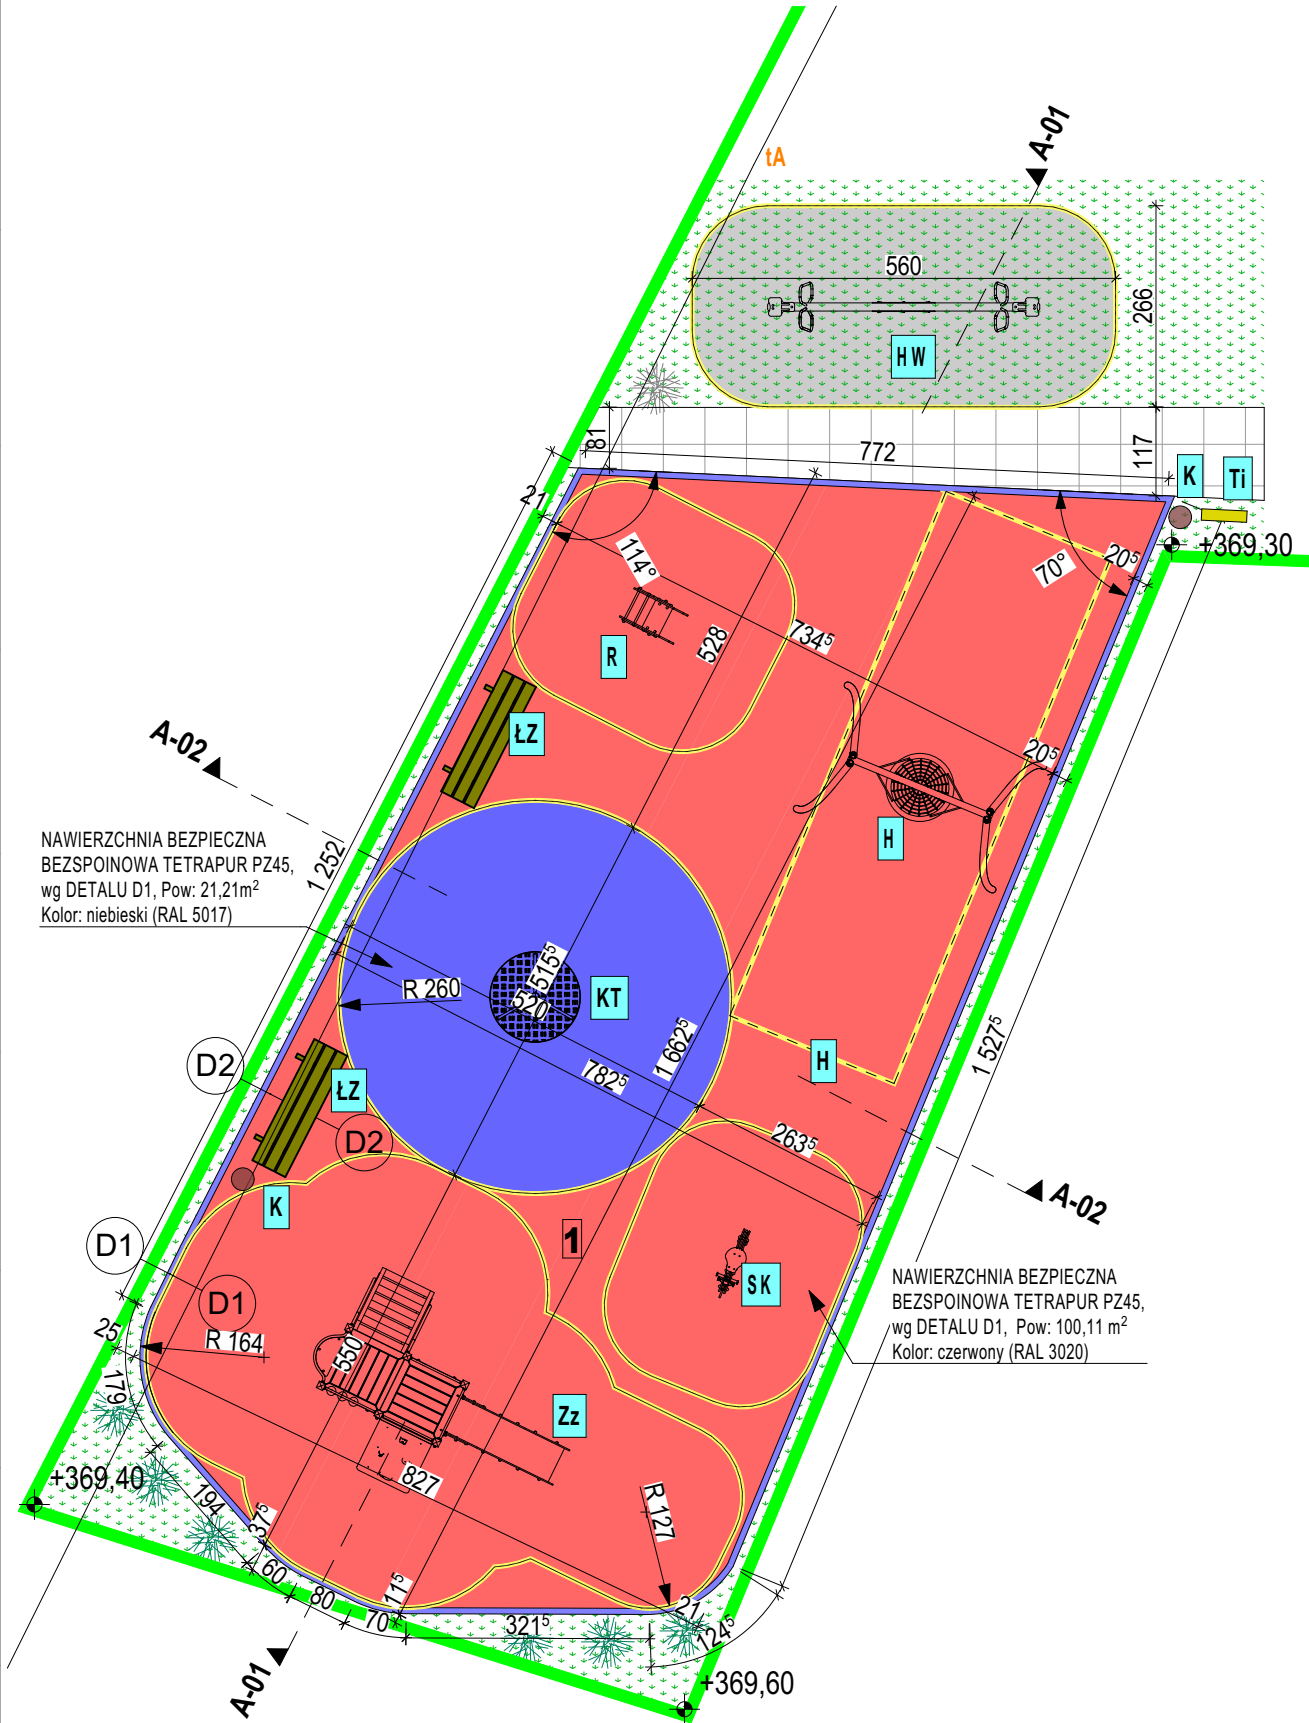 A-01
tA
560
266
HW
81
772
117
K
Ti
21
+369,30
114°
70°
20⁵
R
528
734⁵
ŁZ
20⁵
A-02
H
NAWIERZCHNIA BEZPIECZNA
BEZSPOINOWA TETRAPUR PZ45,
wg DETALU D1, Pow: 21,21m²
Kolor: niebieski (RAL 5017)
1 252
515⁵
R 260
520
KT
1 662⁵
1 527⁵
782⁵
H
D2
ŁZ
D2
263⁵
K
A-02
1
D1
SK
D1
NAWIERZCHNIA BEZPIECZNA
BEZSPOINOWA TETRAPUR PZ45,
wg DETALU D1, Pow: 100,11 m²
Kolor: czerwony (RAL 3020)
25
R 164
550
179
Zz
827
+369,40
194
R 127
37⁵
60
80
11⁵
70
21
321⁵
124⁵
A-01
+369,60